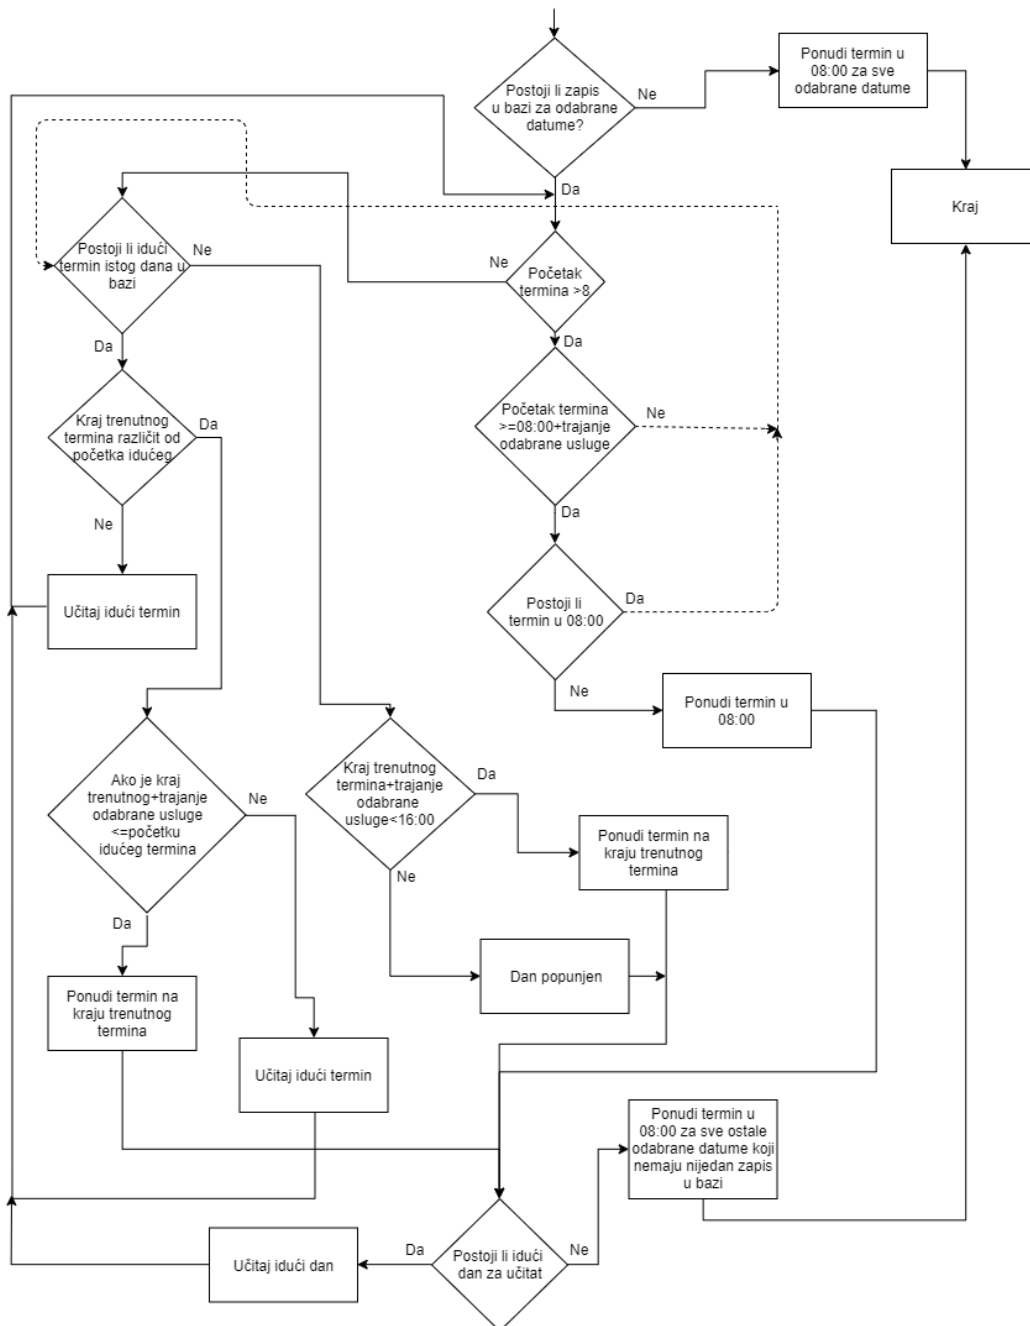 Postoji li zapis
u bazi za odabrane
datume?
Ne
Ponudi termin u
08:00 za sve
odabrane datume
Da
Kraj
Postoji li idući
termin istog dana u
bazi
Ne
Ne
Početak
termina >8
Da
Da
Kraj trenutnog
termina različit od
početka idućeg
Da
Početak termina
>=08:00+trajanje
odabrane usluge
Ne
Ne
Da
Učitaj idući termin
Postoji li
termin u 08:00
Da
Ne
Ponudi termin u
08:00
Ako je kraj
trenutnog+trajanje
odabrane usluge
<=početku
idućeg termina
Ne
Kraj trenutnog
termina+trajanje
odabrane
usluge<16:00
Da
Ponudi termin na
kraju trenutnog
termina
Ne
Da
Dan popunjen
Ponudi termin na
kraju trenutnog
termina
Učitaj idući termin
Ponudi termin u
08:00 za sve ostale
odabrane datume koji
nemaju nijedan zapis
u bazi
Učitaj idući dan
Da
Postoji li idući
dan za učitat
Ne